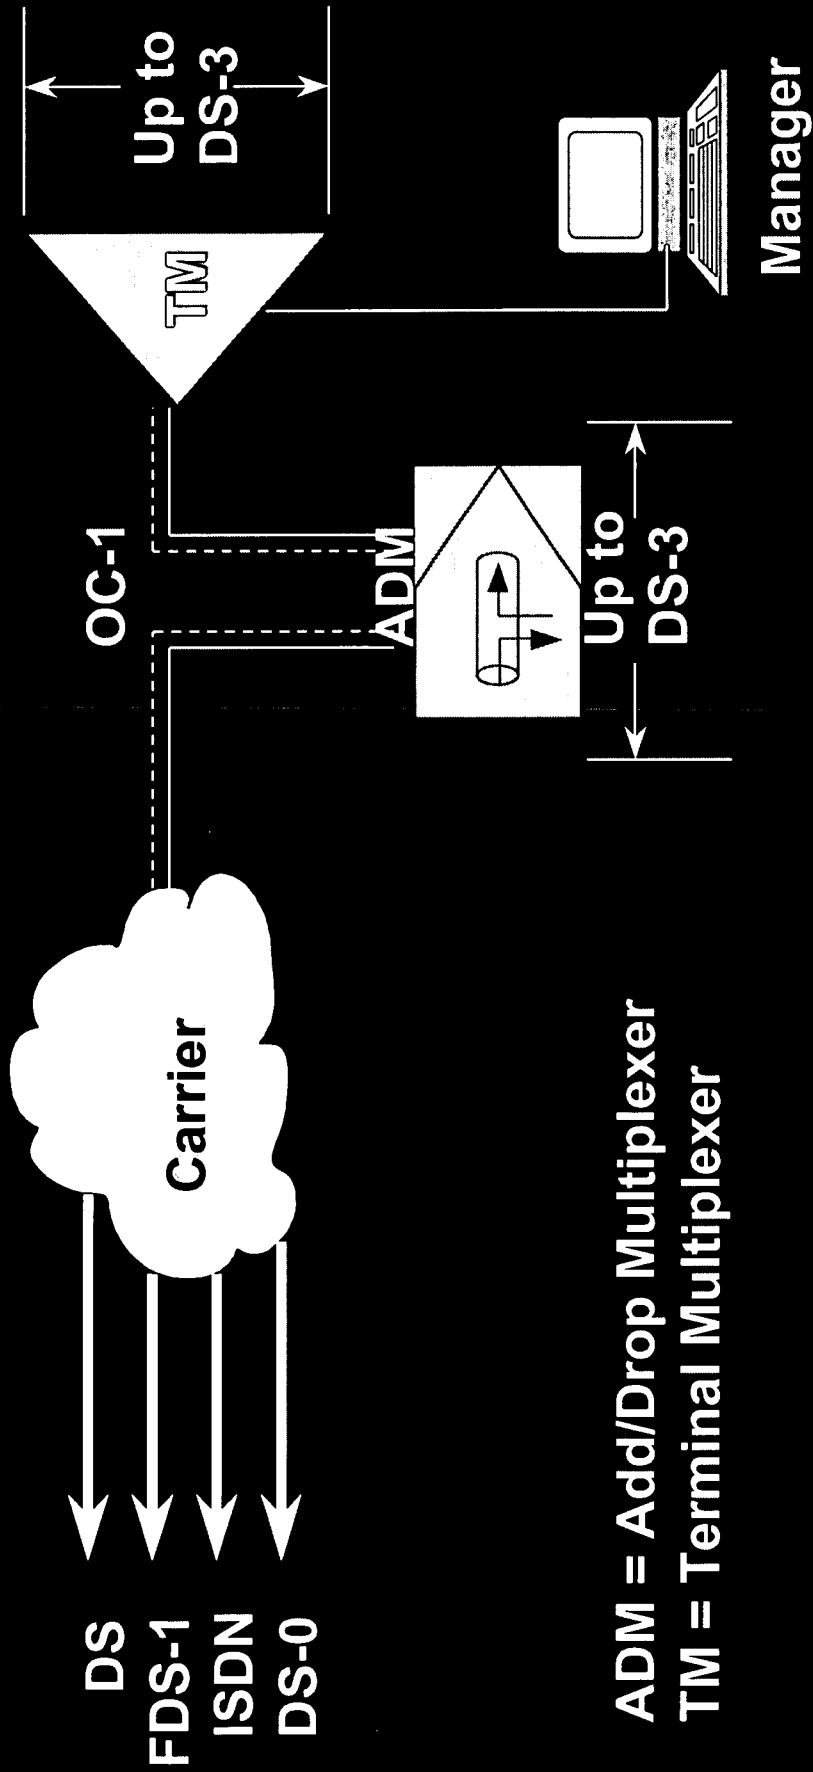 DS
FDS-1
ISDN
DS-0
Carrier
OC-1
ADM
Up to
DS-3
TM
Up to
DS-3
Manager
ADM = Add/Drop Multiplexer
TM = Terminal Multiplexer